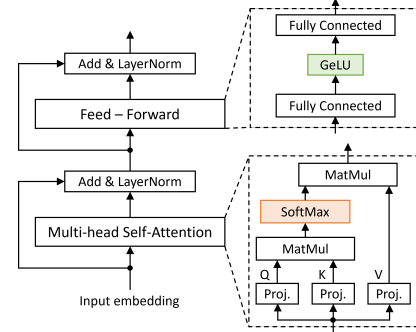 Fully Connected
Add & LayerNorm
GeLU
Feed – Forward
Fully Connected
Add & LayerNorm
MatMul
SoftMax
Multi-head Self-Attention
MatMul
Q K V
Proj. Proj. Proj.
Input embedding